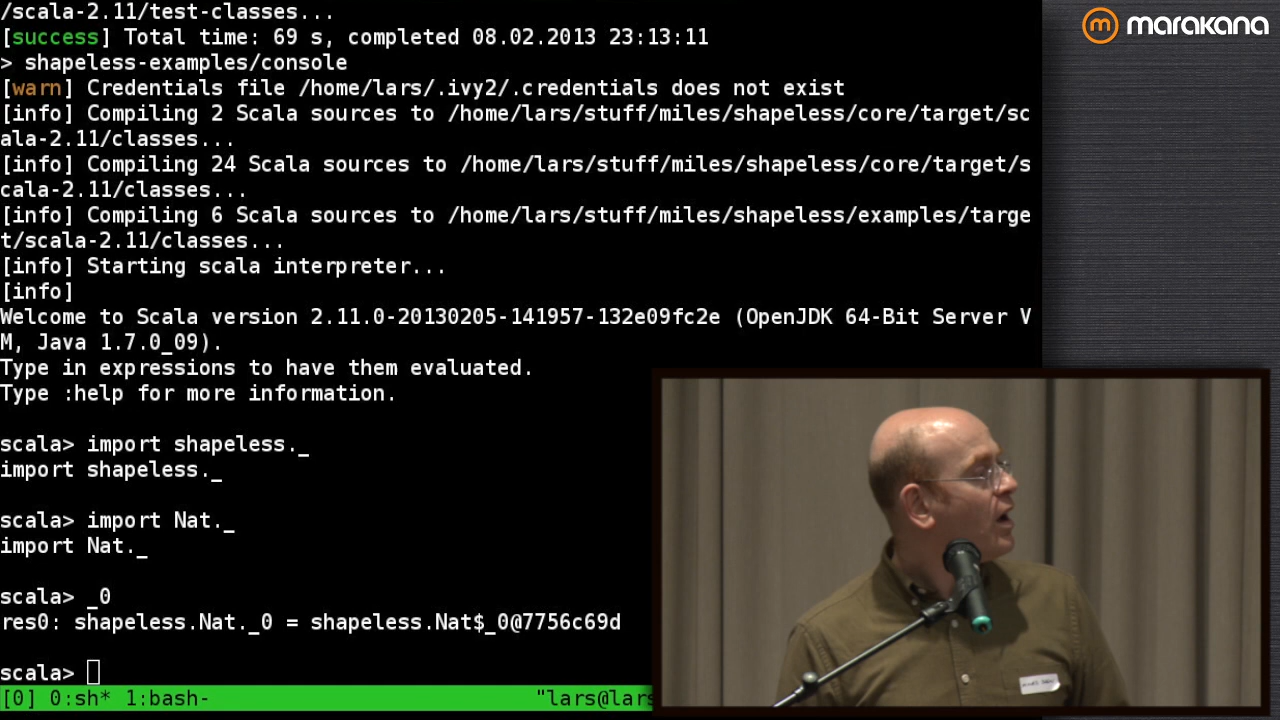 /scala-2.11/test-classes...
[success] Total time: 69 s, completed 08.02.2013 23:13:11
> shapeless-examples/console
[warn] Credentials file /home/lars/.ivy2/.credentials does not exist
[info] Compiling 2 Scala sources to /home/lars/stuff/miles/shapeless/core/target/sc
ala-2.11/classes...
[info] Compiling 24 Scala sources to /home/lars/stuff/miles/shapeless/core/target/s
cala-2.11/classes...
[info] Compiling 6 Scala sources to /home/lars/stuff/miles/shapeless/examples/targe
t/scala-2.11/classes...
[info] Starting scala interpreter...
[info]
Welcome to Scala version 2.11.0-20130205-141957-132e09fc2e (OpenJDK 64-Bit Server V
M, Java 1.7.0_09).
Type in expressions to have them evaluated.
Type :help for more information.
scala> import shapeless._
import shapeless._
scala> import Nat._
import Nat._
scala> _0
res0: shapeless.Nat._0 = shapeless.Nat$_0@7756c69d
scala>
[0] 0:sh* 1:bash- "lars@lars
m marakana